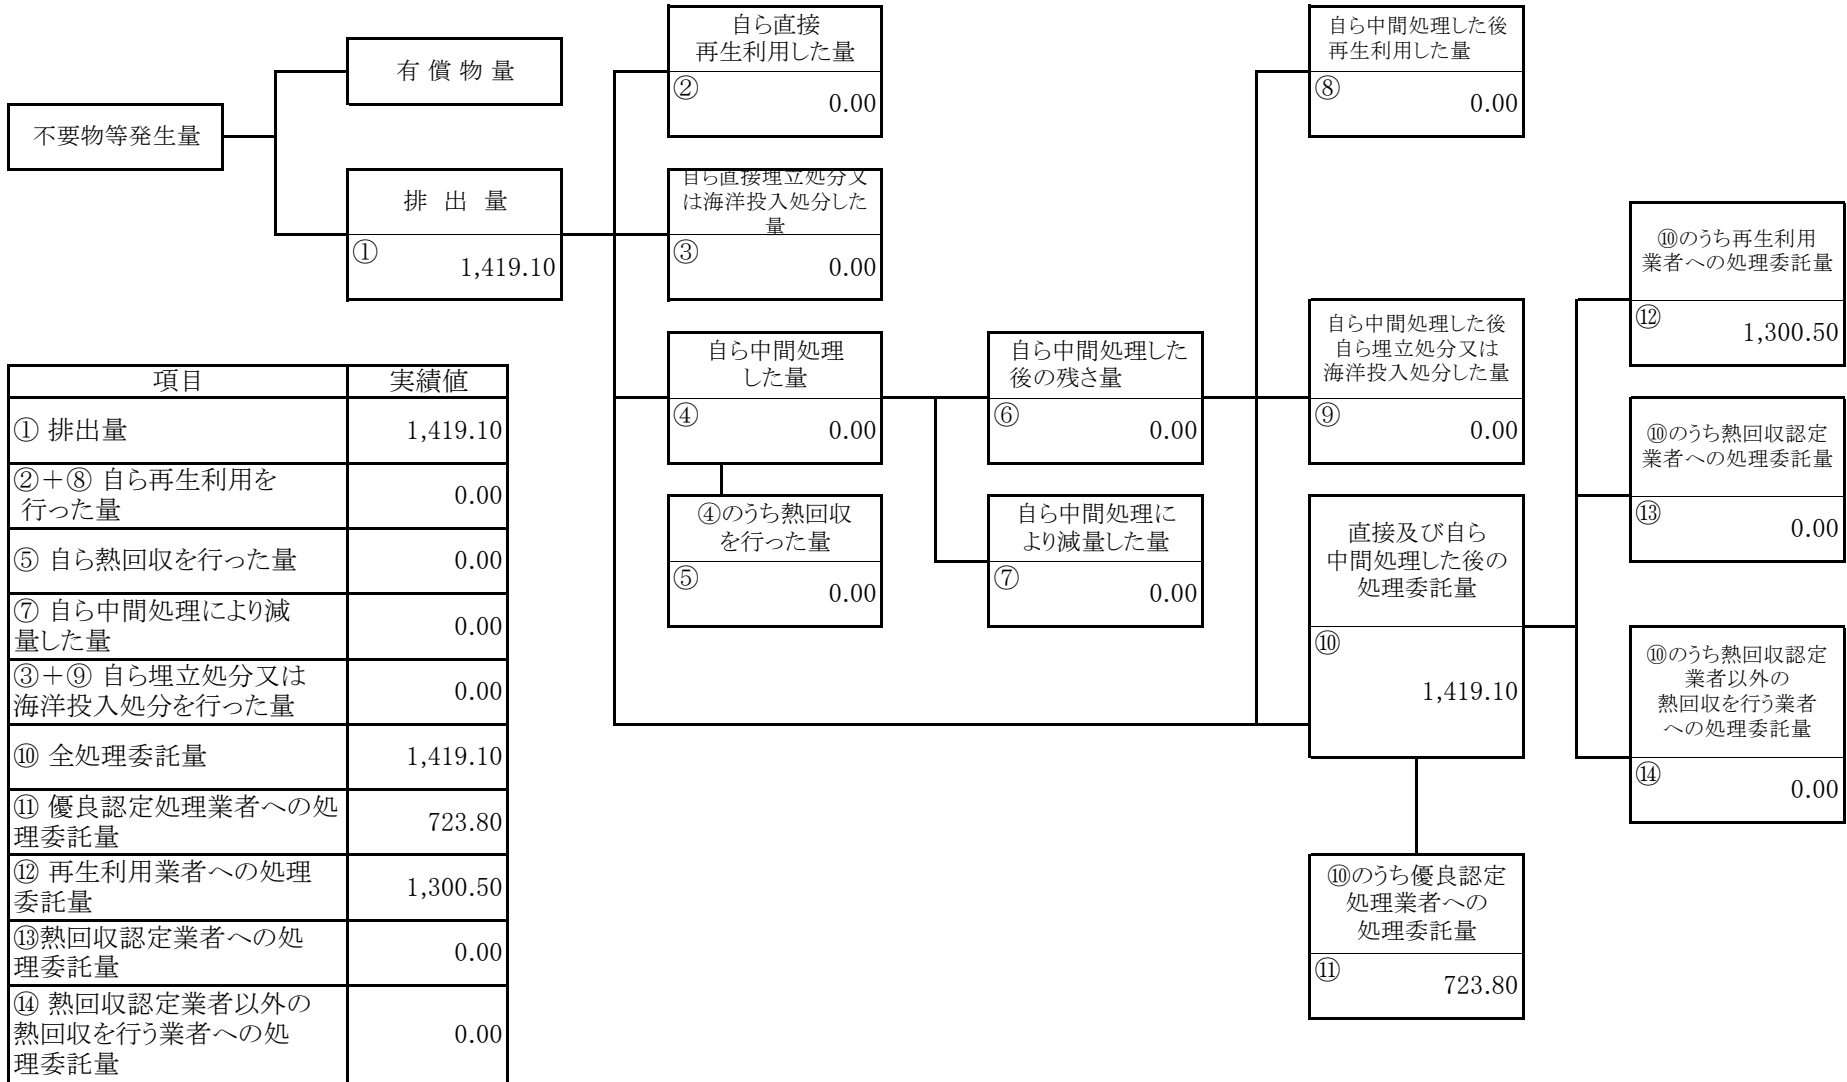 不要物等発生量
有 償 物 量
排 出 量
①
1,419.10
自ら直接
再生利用した量
②
0.00
自ら直接埋立処分又
は海洋投入処分した
量
③
0.00
自ら中間処理
した量
④
0.00
④のうち熱回収
を行った量
⑤
0.00
自ら中間処理した
後の残さ量
⑥
0.00
自ら中間処理に
より減量した量
⑦
0.00
自ら中間処理した後
再生利用した量
⑧
0.00
自ら中間処理した後
自ら埋立処分又は
海洋投入処分した量
⑨
0.00
直接及び自ら
中間処理した後の
処理委託量
⑩
1,419.10
⑩のうち優良認定
処理業者への
処理委託量
⑪
723.80
⑩のうち再生利用
業者への処理委託量
⑫
1,300.50
⑩のうち熱回収認定
業者への処理委託量
⑬
0.00
⑩のうち熱回収認定
業者以外の
熱回収を行う業者
への処理委託量
⑭
0.00
項目 実績値
① 排出量 1,419.10
②＋⑧ 自ら再生利用を
行った量 0.00
⑤ 自ら熱回収を行った量 0.00
⑦ 自ら中間処理により減
量した量 0.00
③＋⑨ 自ら埋立処分又は
海洋投入処分を行った量 0.00
⑩ 全処理委託量 1,419.10
⑪ 優良認定処理業者への処
理委託量 723.80
⑫ 再生利用業者への処理
委託量 1,300.50
⑬熱回収認定業者への処
理委託量 0.00
⑭ 熱回収認定業者以外の
熱回収を行う業者への処
理委託量 0.00